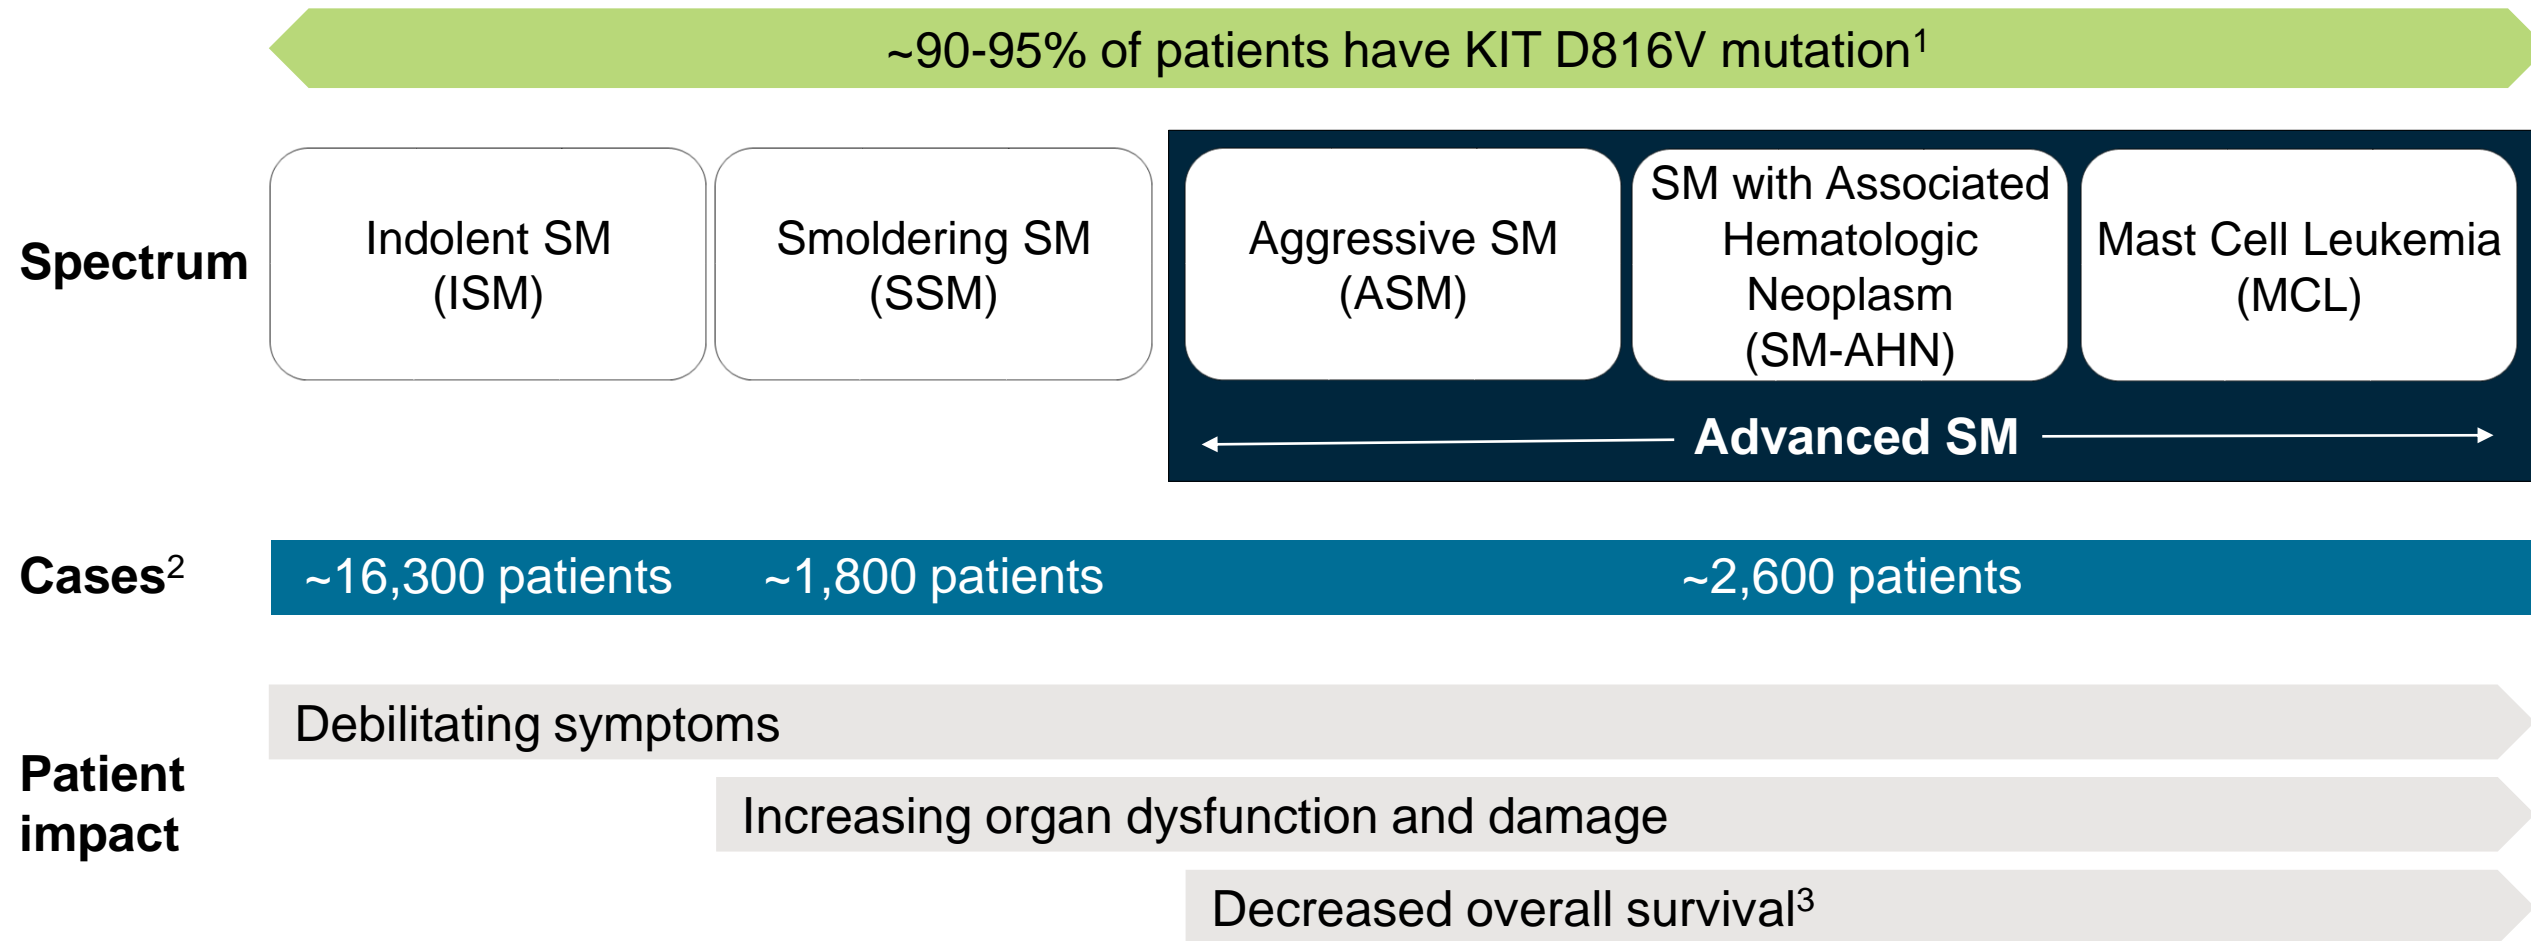 ~90-95% of patients have KIT D816V mutation¹
Spectrum
Indolent SM
(ISM)
Smoldering SM
(SSM)
Aggressive SM
(ASM)
SM with Associated
Hematologic
Neoplasm
(SM-AHN)
Mast Cell Leukemia
(MCL)
Advanced SM
Cases²
~16,300 patients
~1,800 patients
~2,600 patients
Patient
impact
Debilitating symptoms
Increasing organ dysfunction and damage
Decreased overall survival³